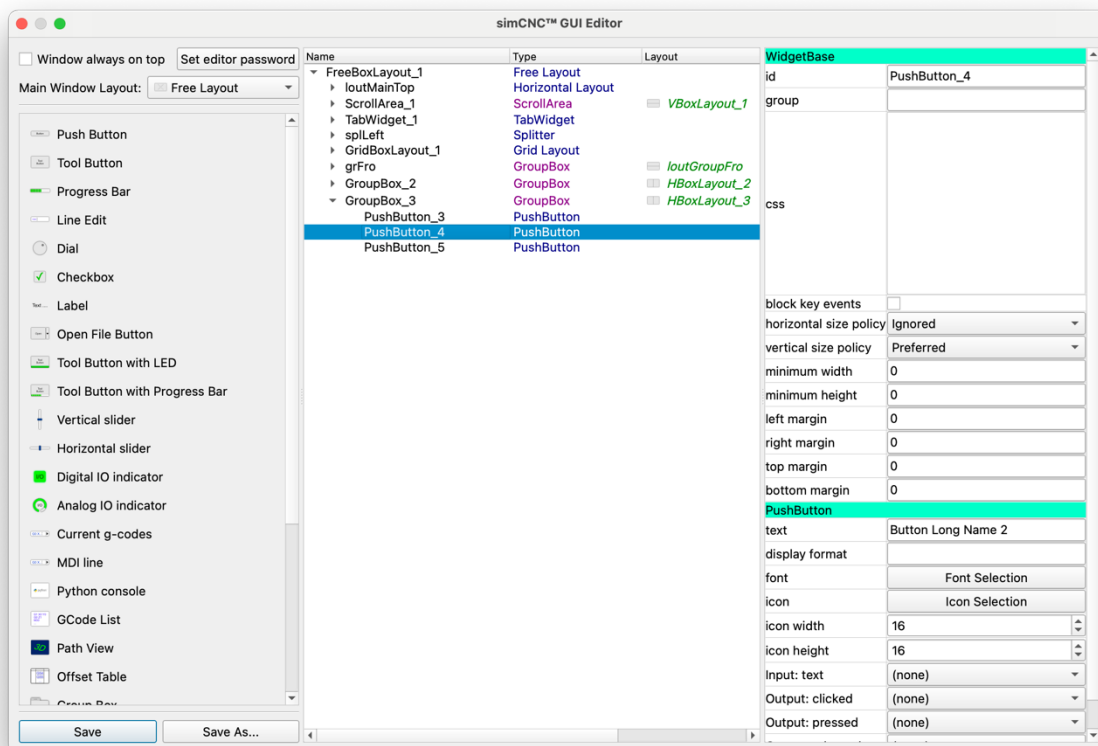 simCNC™ GUI Editor
Window always on top
Set editor password
Main Window Layout:
Free Layout
Push Button
Tool Button
Progress Bar
Line Edit
Dial
Checkbox
Label
Open File Button
Tool Button with LED
Tool Button with Progress Bar
Vertical slider
Horizontal slider
Digital IO indicator
Analog IO indicator
Current g-codes
MDI line
Python console
GCode List
Path View
Offset Table
Group Box
Save
Save As...
Name Type Layout
FreeBoxLayout_1 Free Layout
loutMainTop Horizontal Layout
ScrollArea_1 ScrollArea VBoxLayout_1
TabWidget_1 TabWidget
splLeft Splitter
GridBoxLayout_1 Grid Layout
grFro GroupBox loutGroupFro
GroupBox_2 GroupBox HBoxLayout_2
GroupBox_3 GroupBox HBoxLayout_3
PushButton_3 PushButton
PushButton_4 PushButton
PushButton_5 PushButton
WidgetBase
id PushButton_4
group
css
block key events
horizontal size policy Ignored
vertical size policy Preferred
minimum width 0
minimum height 0
left margin 0
right margin 0
top margin 0
bottom margin 0
PushButton
text Button Long Name 2
display format
font Font Selection
icon Icon Selection
icon width 16
icon height 16
Input: text (none)
Output: clicked (none)
Output: pressed (none)